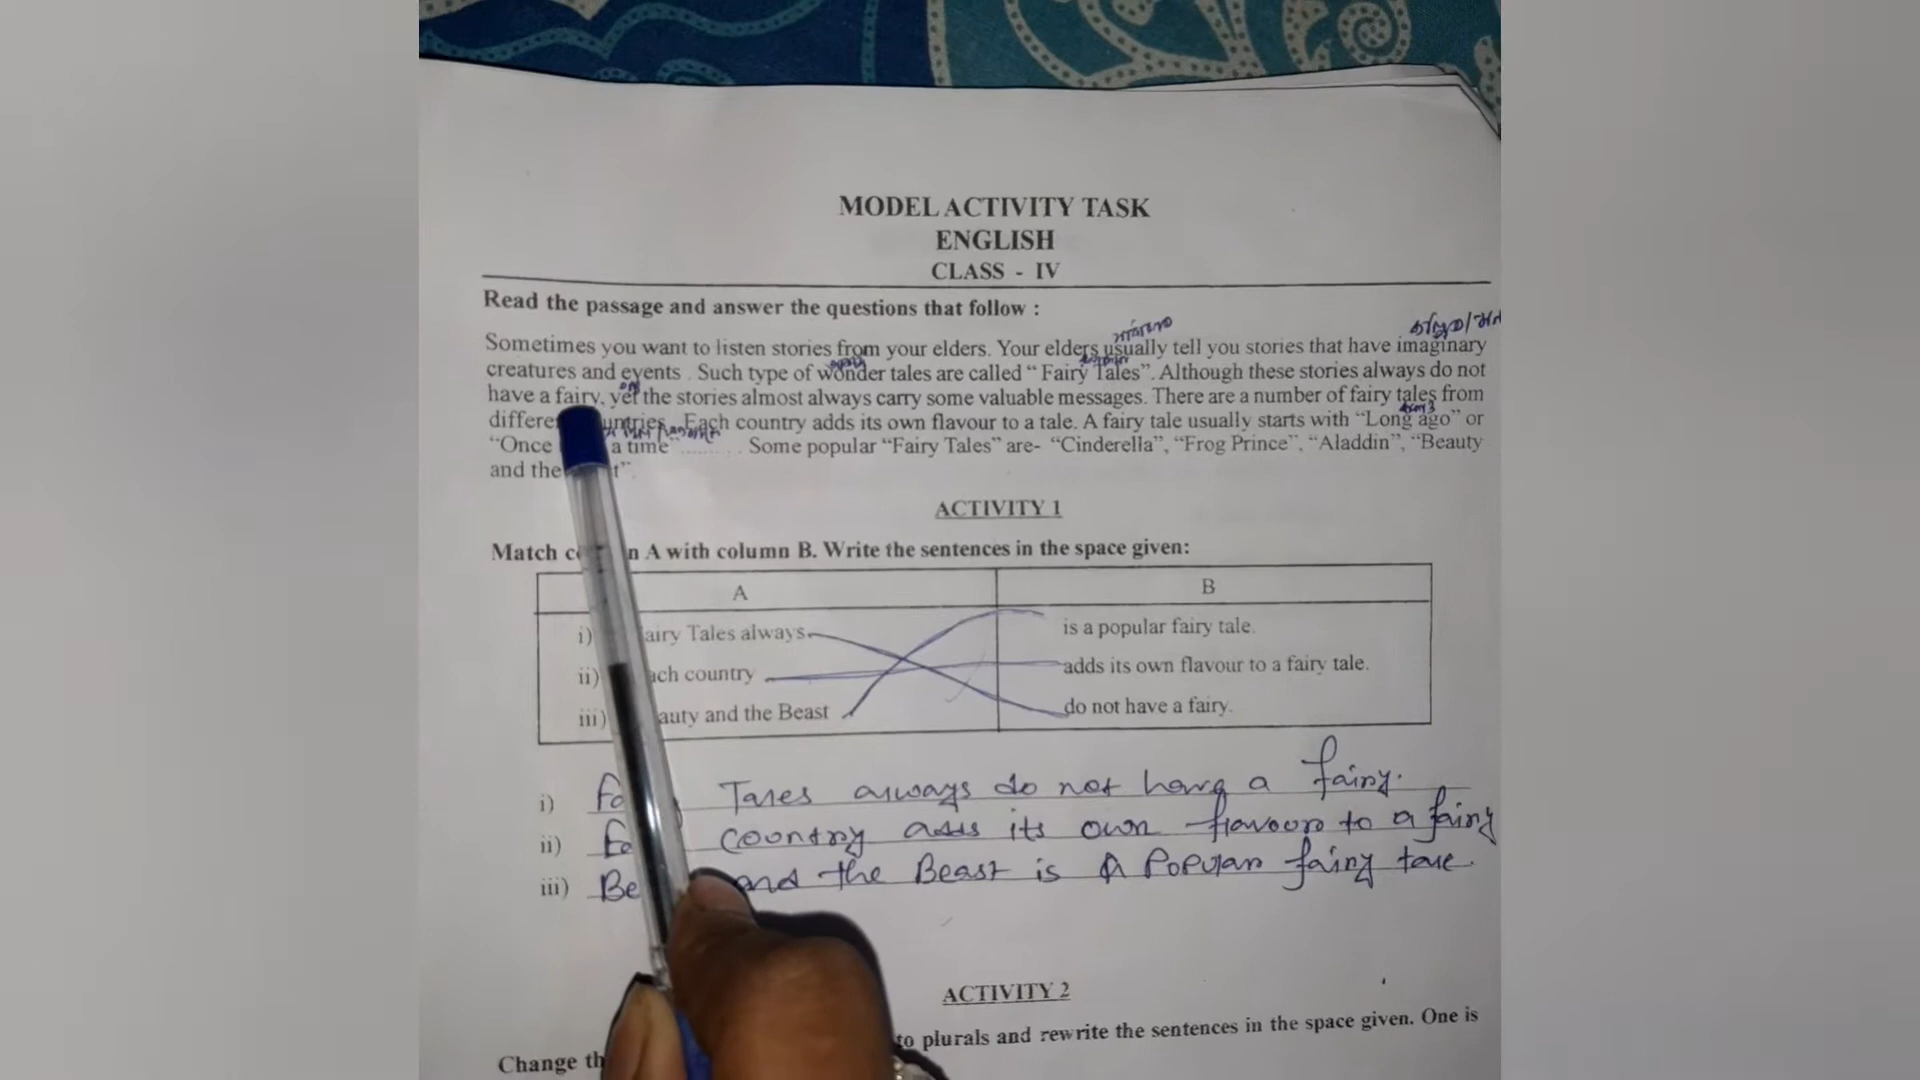 MODEL ACTIVITY TASK
ENGLISH
CLASS - IV
Read the passage and answer the questions that follow :
Sometimes you want to listen stories from your elders. Your elders usually tell you stories that have imaginary
creatures and events . Such type of wonder tales are called “ Fairy Tales”. Although these stories always do not
have a fairy, yet the stories almost always carry some valuable messages. There are a number of fairy tales from
Each country adds its own flavour to a tale. A fairy tale usually starts with “Long ago” or
“Once a time” .......... . Some popular “Fairy Tales” are- “Cinderella”, “Frog Prince”, “Aladdin”, “Beauty
and the
ACTIVITY 1
Match A with column B. Write the sentences in the space given:
A B
i) Tales always is a popular fairy tale.
ii) country adds its own flavour to a fairy tale.
iii) and the Beast do not have a fairy.
i) Tales always do not have a fairy.
ii) country adds its own flavour to a fairy
iii) and the Beast is a Popular fairy tale.
ACTIVITY 2
Change to plurals and rewrite the sentences in the space given. One is